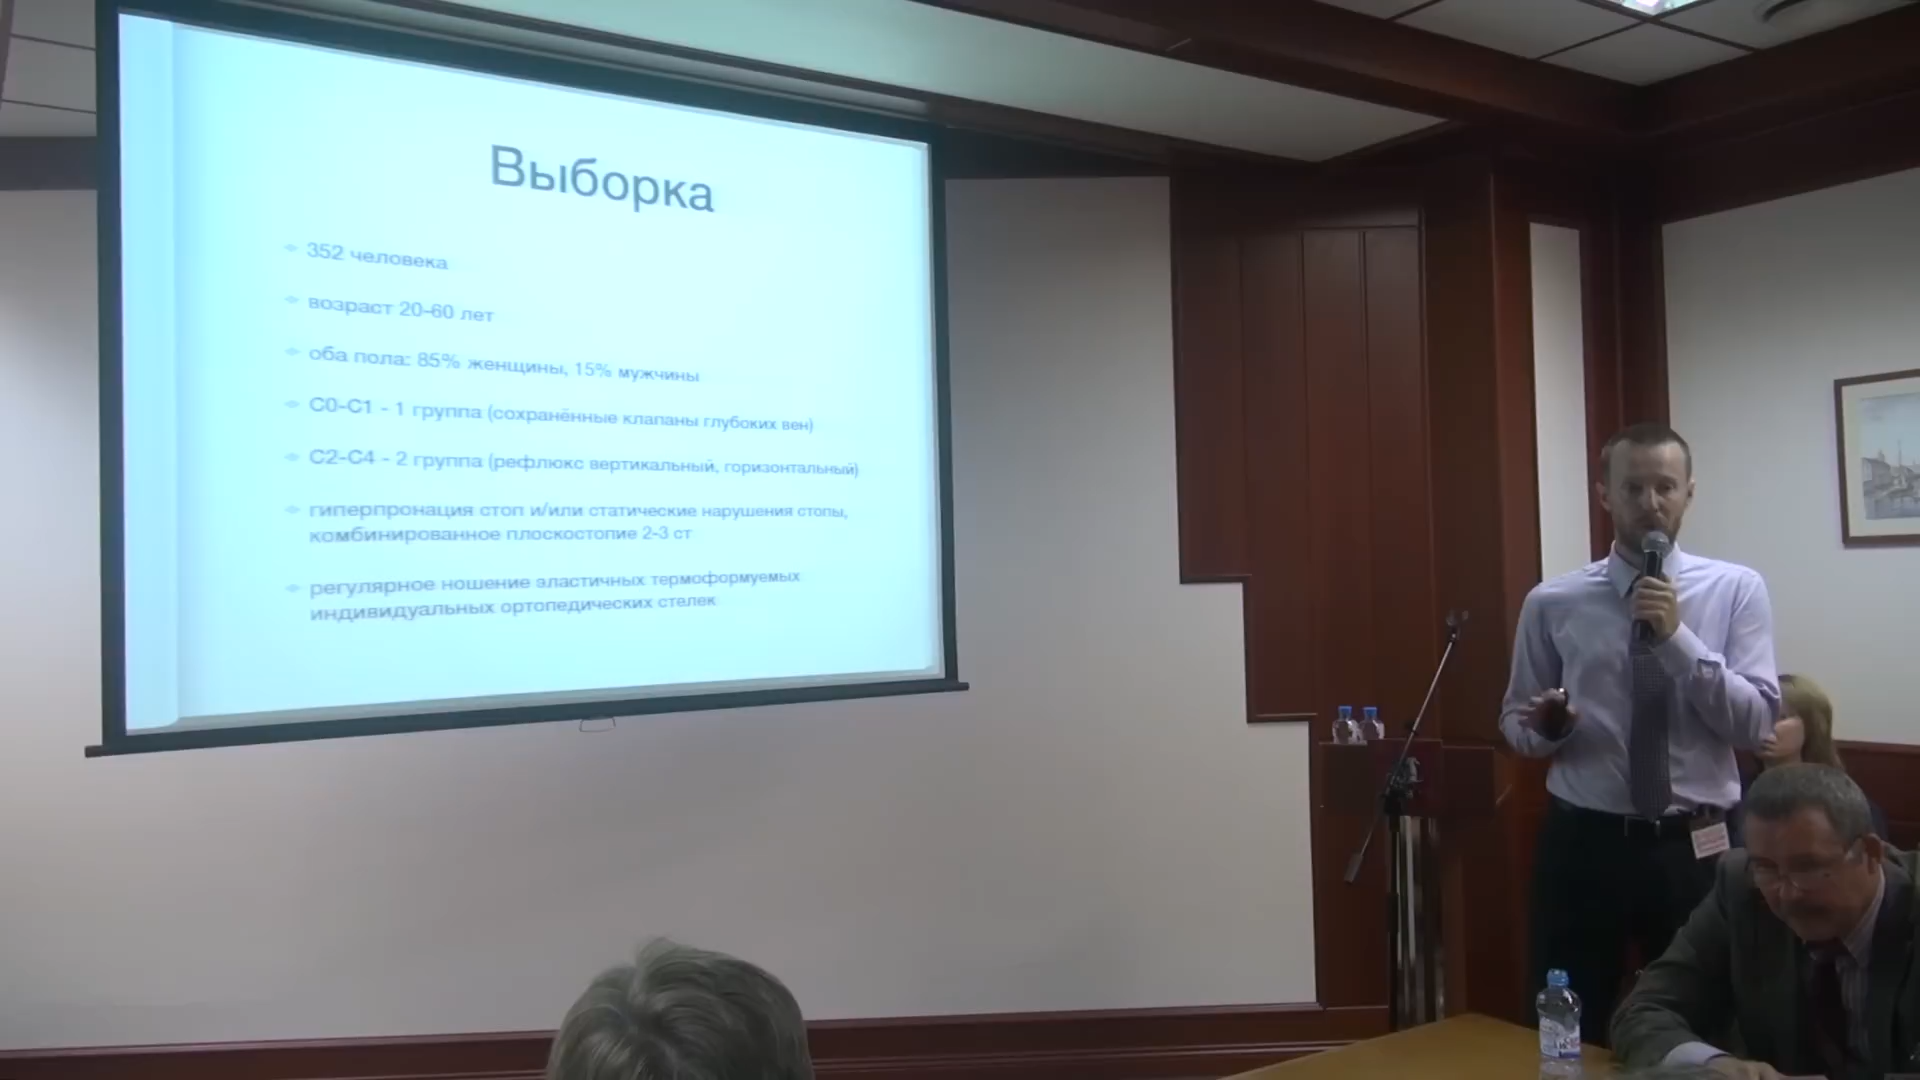 Выборка
352 человека
возраст 20-60 лет
оба пола: 85% женщины, 15% мужчины
С0-С1 - 1 группа (сохранённые клапаны глубоких вен)
С2-С4 - 2 группа (рефлюкс вертикальный, горизонтальный)
гиперпронация стоп и/или статические нарушения стопы,
комбинированное плоскостопие 2-3 ст
регулярное ношение эластичных термоформуемых
индивидуальных ортопедических стелек